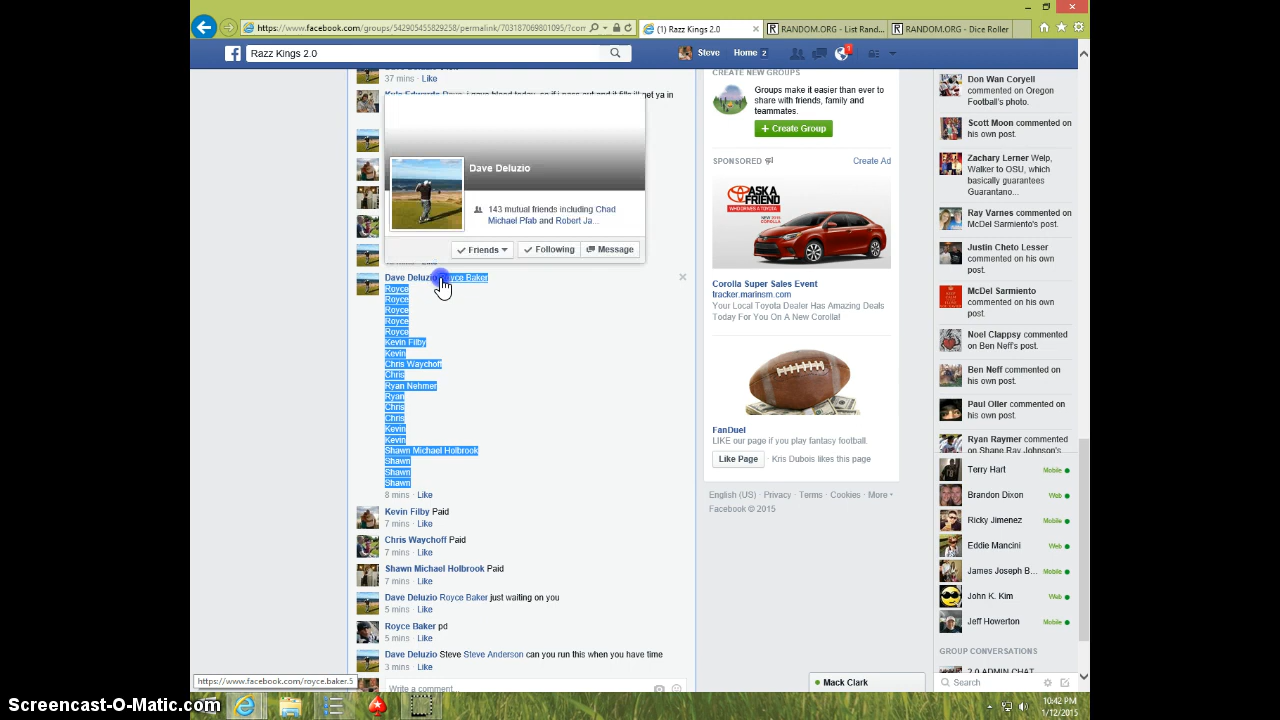 https://www.facebook.com/groups/542905455829258/permalink/703187069801095/?com
(1) Razz Kings 2.0
RANDOM.ORG - List Rand...
RANDOM.ORG - Dice Roller
Razz Kings 2.0
Steve
Home 2
1
37 mins · Like
Dave Deluzio
143 mutual friends including Chad
Michael Pfab and Robert Ja...
Friends
Following
Message
Dave Deluzio Royce Baker
Royce
Royce
Royce
Royce
Royce
Kevin Filby
Kevin
Chris Waychoff
Chris
Ryan Nehmer
Ryan
Chris
Chris
Kevin
Kevin
Shawn Michael Holbrook
Shawn
Shawn
Shawn
8 mins · Like
Kevin Filby Paid
7 mins · Like
Chris Waychoff Paid
7 mins · Like
Shawn Michael Holbrook Paid
7 mins · Like
Dave Deluzio Royce Baker just waiting on you
5 mins · Like
Royce Baker pd
5 mins · Like
Dave Deluzio Steve Steve Anderson can you run this when you have time
3 mins · Like
Write a comment...
https://www.facebook.com/royce.baker.5
CREATE NEW GROUPS
Groups make it easier than ever to
share with friends, family and
teammates.
+ Create Group
SPONSORED
Create Ad
ASK A
FRIEND
WHO DRIVES A TOYOTA
Corolla Super Sales Event
tracker.marinsm.com
Your Local Toyota Dealer Has Amazing Deals
Today For You On A New Corolla!
FanDuel
LIKE our page if you play fantasy football.
Like Page
Kris Dubois likes this page
English (US) · Privacy · Terms · Cookies · More
Facebook © 2015
Don Wan Coryell
commented on Oregon
Football's photo.
Scott Moon commented on
his own post.
Zachary Lerner Welp,
Walker to OSU, which
basically guarantees
Guarantano...
Ray Varnes commented on
McDel Sarmiento's post.
Justin Cheto Lesser
commented on his own
post.
McDel Sarmiento
commented on his own
post.
Noel Clappsy commented
on Ben Neff's post.
Ben Neff commented on
his own post.
Paul Oller commented on
his own post.
Ryan Raymer commented
on Shane Ray Johnson's
Terry Hart Mobile
Brandon Dixon Web
Ricky Jimenez Mobile
Eddie Mancini Web
James Joseph B... Mobile
John K. Kim Web
Jeff Howerton Mobile
GROUP CONVERSATIONS
2.0 ADMIN CHAT
Mack Clark
Search
10:42 PM
1/12/2015
Screencast-O-Matic.com